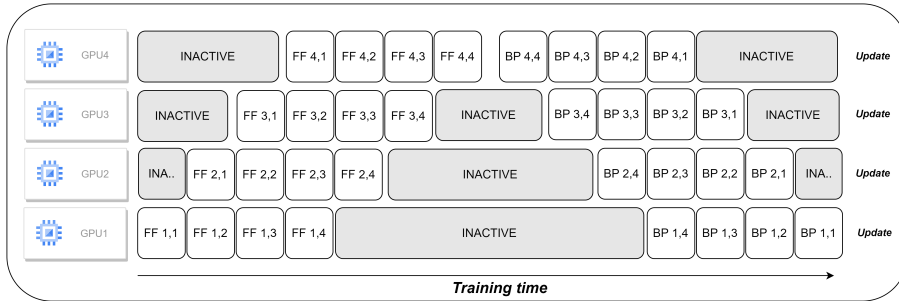 GPU4 INACTIVE FF 4,1 FF 4,2 FF 4,3 FF 4,4 BP 4,4 BP 4,3 BP 4,2 BP 4,1 INACTIVE Update
GPU3 INACTIVE FF 3,1 FF 3,2 FF 3,3 FF 3,4 INACTIVE BP 3,4 BP 3,3 BP 3,2 BP 3,1 INACTIVE Update
GPU2 INA.. FF 2,1 FF 2,2 FF 2,3 FF 2,4 INACTIVE BP 2,4 BP 2,3 BP 2,2 BP 2,1 INA.. Update
GPU1 FF 1,1 FF 1,2 FF 1,3 FF 1,4 INACTIVE BP 1,4 BP 1,3 BP 1,2 BP 1,1 Update
Training time